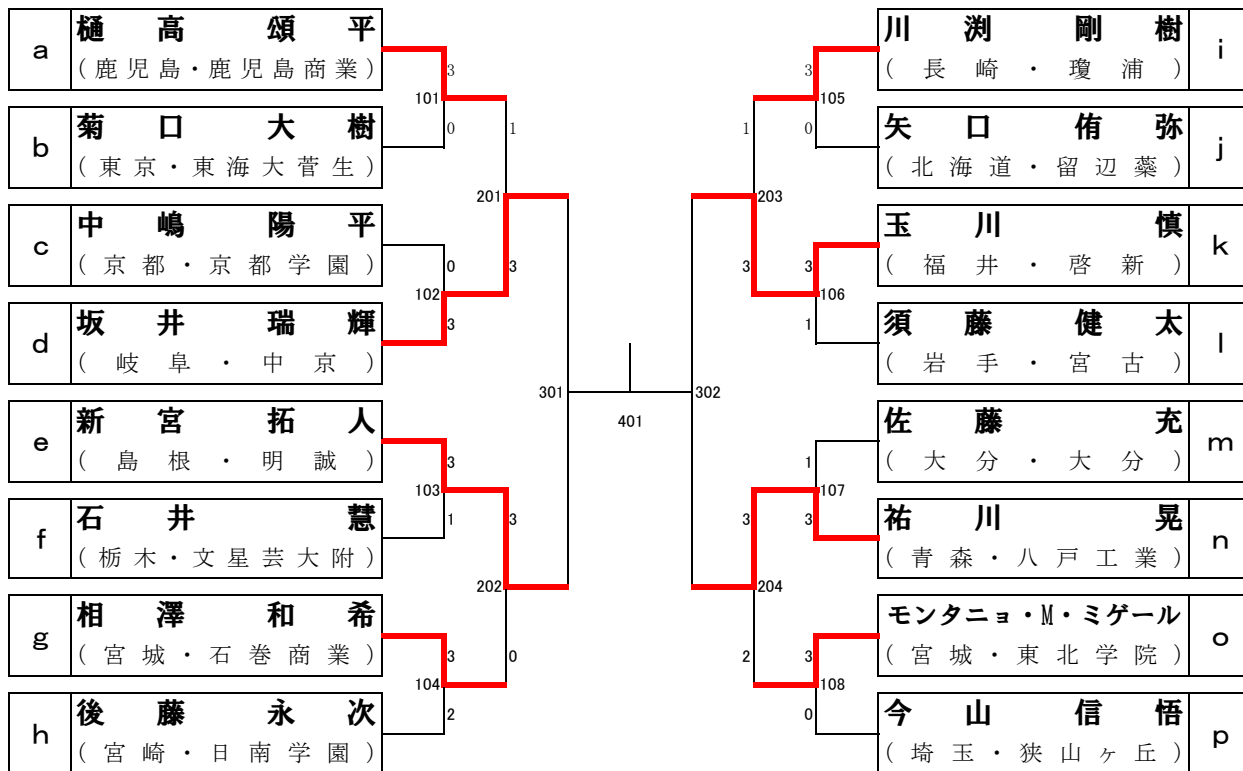 a
樋高頌平
(鹿児島・鹿児島商業)
b
菊口大樹
(東京・東海大菅生)
c
中嶋陽平
(京都・京都学園)
d
坂井瑞輝
(岐阜・中京)
e
新宮拓人
(島根・明誠)
f
石井慧
(栃木・文星芸大附)
g
相澤和希
(宮城・石巻商業)
h
後藤永次
(宮崎・日南学園)
3
101
0
1
201
0
3
102
3
301
3
103
1
3
202
3
0
104
2
401
3
105
1
0
203
3
3
106
1
302
1
107
3
3
204
2
3
108
0
川渕剛樹
(長崎・瓊浦)
i
矢口侑弥
(北海道・留辺蘂)
j
玉川慎
(福井・啓新)
k
須藤健太
(岩手・宮古)
l
佐藤充
(大分・大分)
m
祐川晃
(青森・八戸工業)
n
モンタニョ・M・ミゲール
(宮城・東北学院)
o
今山信悟
(埼玉・狭山ヶ丘)
p